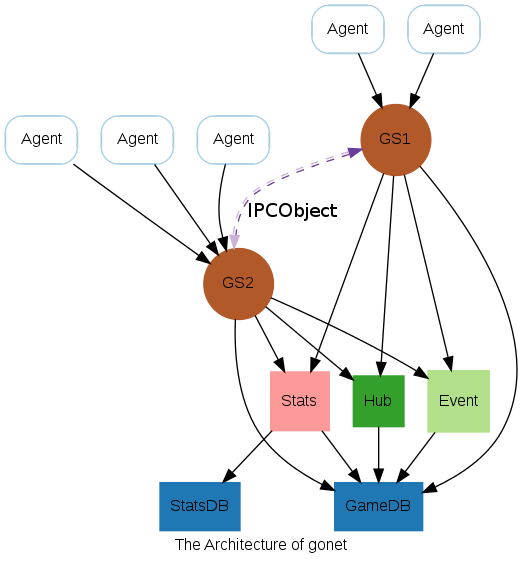 Agent
Agent
Agent
Agent
Agent
GS1
IPCObject
GS2
Stats
Hub
Event
StatsDB
GameDB
The Architecture of gonet